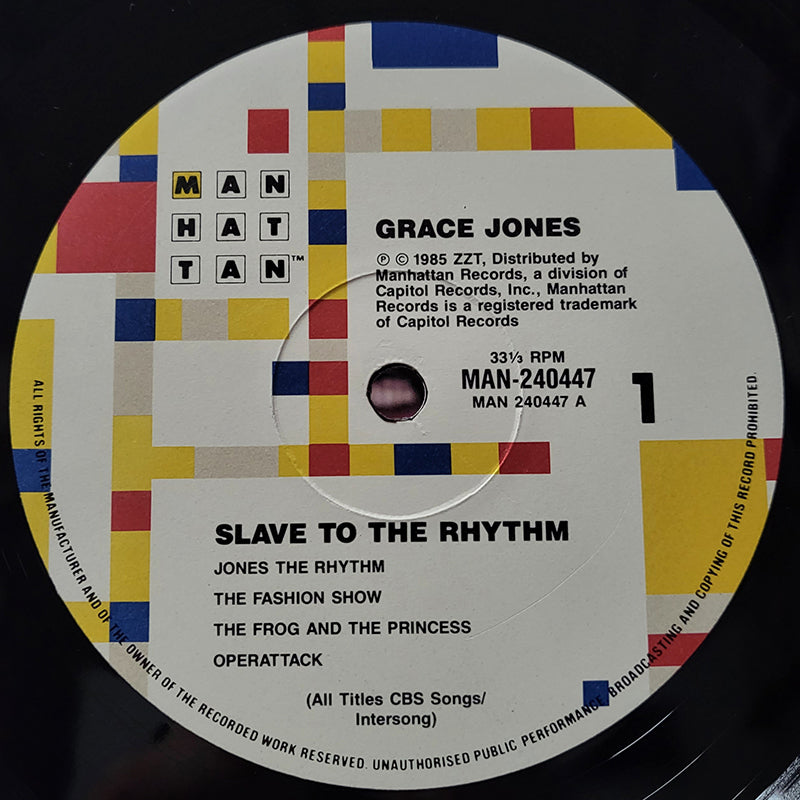 MAN
HAT
TAN™
GRACE JONES
℗ © 1985 ZZT, Distributed by
Manhattan Records, a division of
Capitol Records, Inc., Manhattan
Records is a registered trademark
of Capitol Records
33⅓ RPM
MAN-240447
MAN 240447 A
1
SLAVE TO THE RHYTHM
JONES THE RHYTHM
THE FASHION SHOW
THE FROG AND THE PRINCESS
OPERATTACK
(All Titles CBS Songs/
Intersong)
ALL RIGHTS OF THE MANUFACTURER AND OF THE OWNER OF THE RECORDED WORK RESERVED. UNAUTHORISED PUBLIC PERFORMANCE, BROADCASTING AND COPYING OF THIS RECORD PROHIBITED.